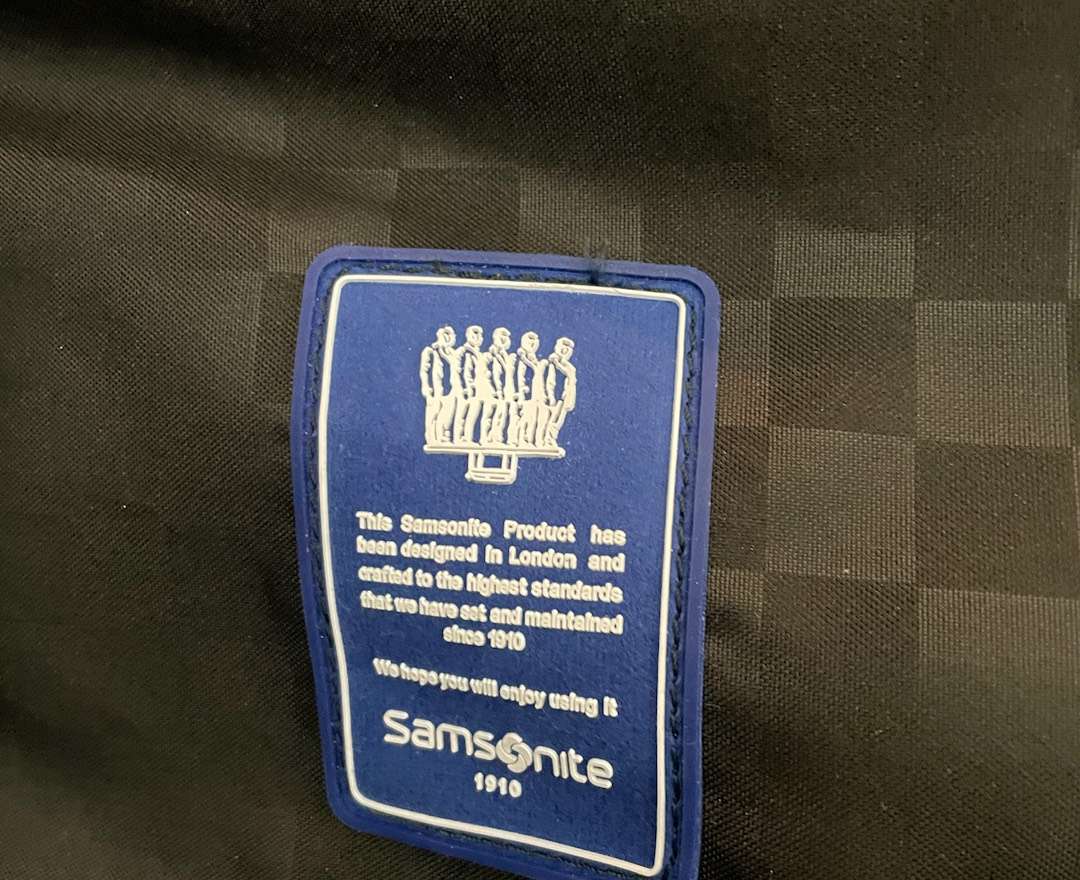 This Samsonite Product has
been designed in London and
crafted to the highest standards
that we have set and maintained
since 1910
We hope you will enjoy using it
Samsonite
1910